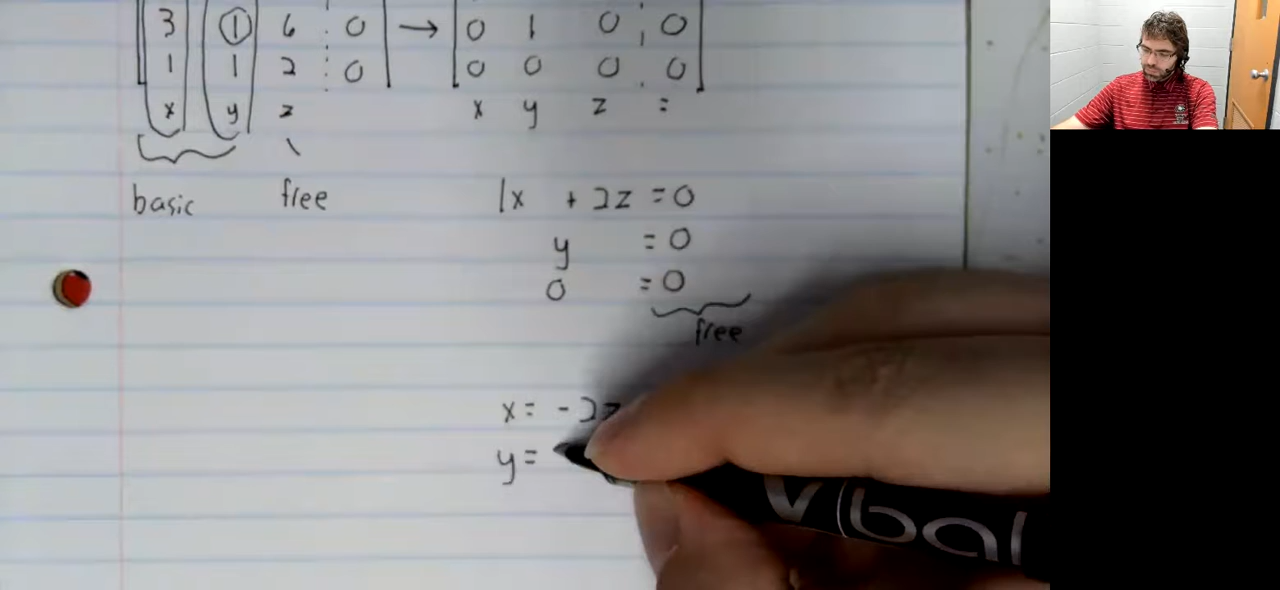 3 1 6 0 → 0 1 0 0
1 1 2 0 0 0 0 0
x y z x y z =
basic free
1x + 2z = 0
y = 0
0 = 0
free
x = - 2z
y =
V bal